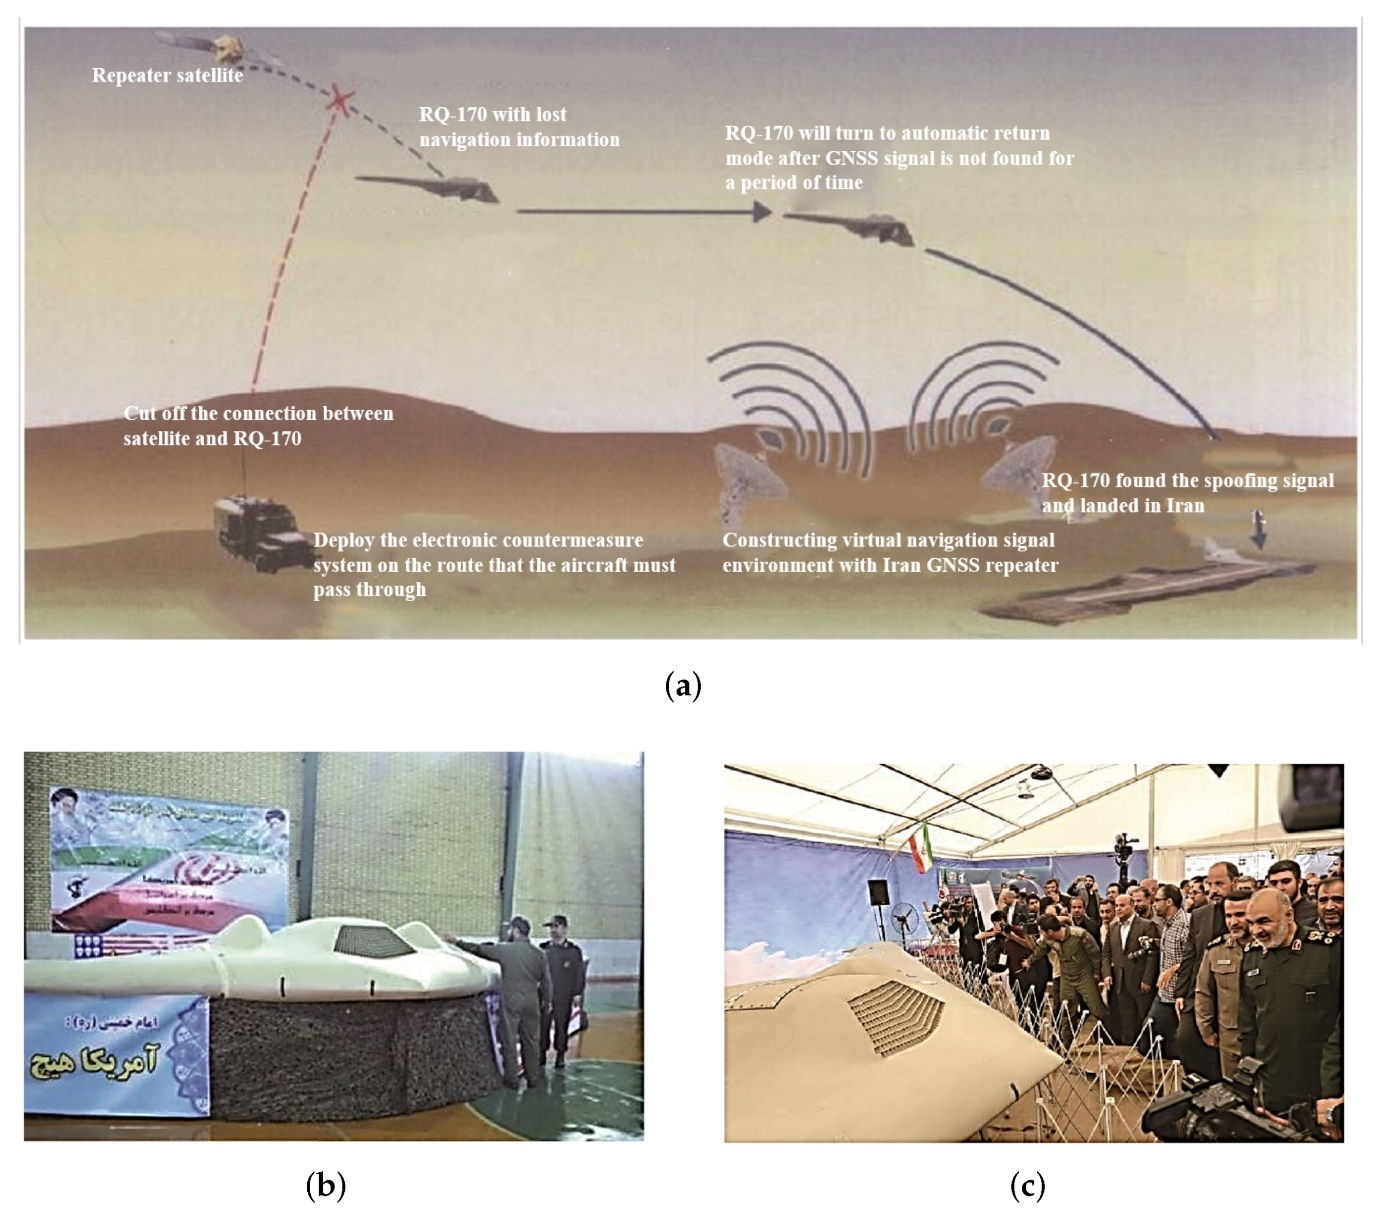 Repeater satellite
RQ-170 with lost
navigation information
RQ-170 will turn to automatic return
mode after GNSS signal is not found for
a period of time
Cut off the connection between
satellite and RQ-170
RQ-170 found the spoofing signal
and landed in Iran
Deploy the electronic countermeasure
system on the route that the aircraft must
pass through
Constructing virtual navigation signal
environment with Iran GNSS repeater
(a)
امام خمینی (ره) :
آمریکا هیچ
(b)
(c)